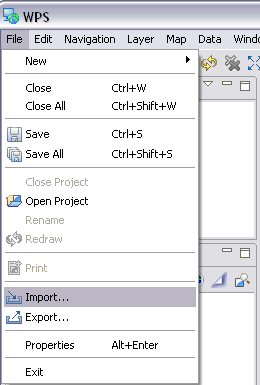 WPS
File Edit Navigation Layer Map Data Windo
New
Close Ctrl+W
Close All Ctrl+Shift+W
Save Ctrl+S
Save All Ctrl+Shift+S
Close Project
Open Project
Rename
Redraw
Print
Import...
Export...
Properties Alt+Enter
Exit